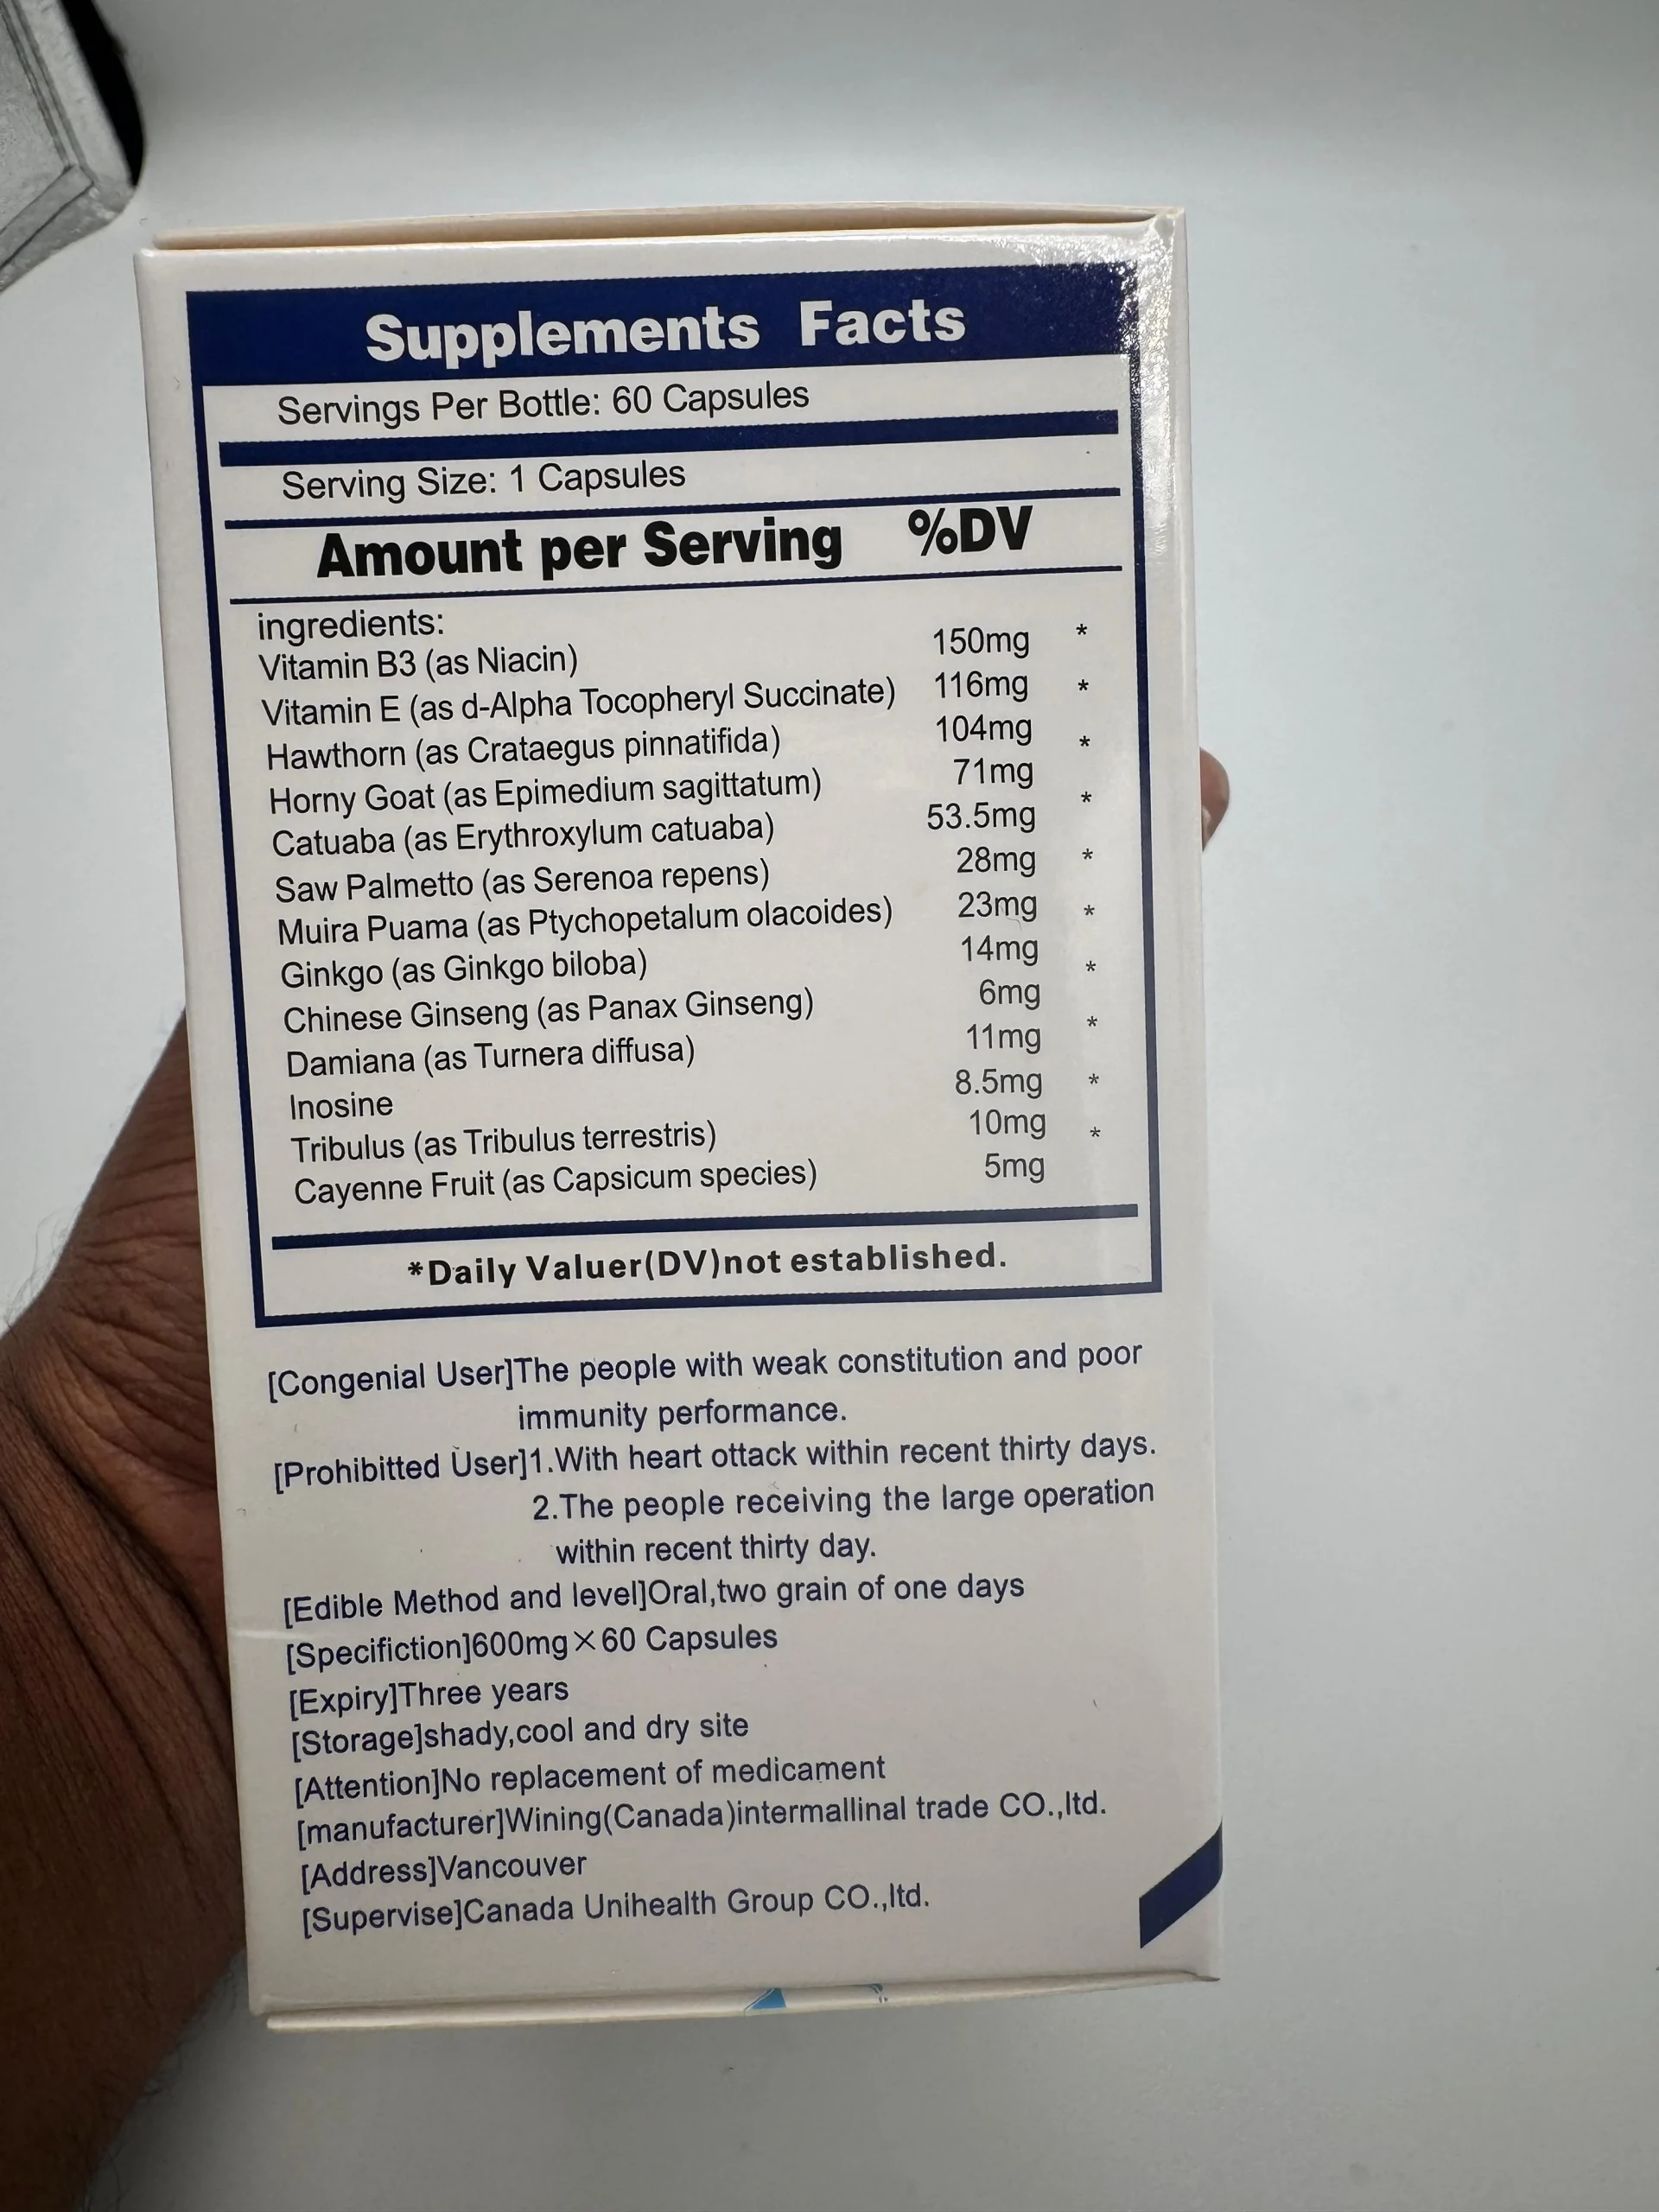 Supplements Facts
Servings Per Bottle: 60 Capsules
Serving Size: 1 Capsules
Amount per Serving %DV
ingredients:
Vitamin B3 (as Niacin) 150mg *
Vitamin E (as d-Alpha Tocopheryl Succinate) 116mg *
Hawthorn (as Crataegus pinnatifida) 104mg *
Horny Goat (as Epimedium sagittatum) 71mg *
Catuaba (as Erythroxylum catuaba) 53.5mg
Saw Palmetto (as Serenoa repens) 28mg *
Muira Puama (as Ptychopetalum olacoides) 23mg *
Ginkgo (as Ginkgo biloba) 14mg *
Chinese Ginseng (as Panax Ginseng) 6mg *
Damiana (as Turnera diffusa) 11mg
Inosine 8.5mg *
Tribulus (as Tribulus terrestris) 10mg *
Cayenne Fruit (as Capsicum species) 5mg
*Daily Valuer(DV)not established.
[Congenial User]The people with weak constitution and poor
immunity performance.
[Prohibitted User]1.With heart ottack within recent thirty days.
2.The people receiving the large operation
within recent thirty day.
[Edible Method and level]Oral,two grain of one days
[Specifiction]600mg×60 Capsules
[Expiry]Three years
[Storage]shady,cool and dry site
[Attention]No replacement of medicament
[manufacturer]Wining(Canada)intermallinal trade CO.,ltd.
[Address]Vancouver
[Supervise]Canada Unihealth Group CO.,ltd.